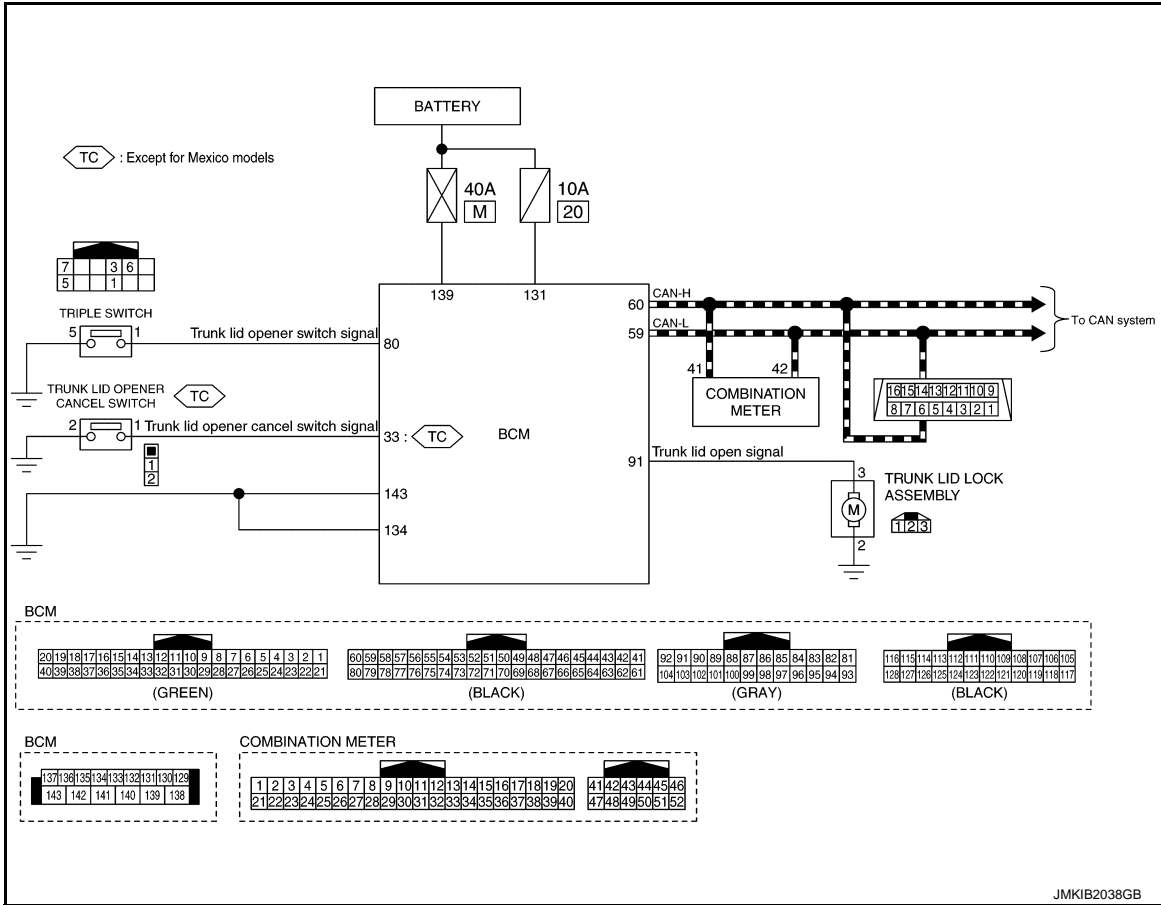 BATTERY
TC : Except for Mexico models
40A 10A
M 20
7 3 6
5 1
139 131
TRIPLE SWITCH
5 1 Trunk lid opener switch signal 80
60 CAN-H
59 CAN-L
To CAN system
TRUNK LID OPENER
CANCEL SWITCH TC
2 1 Trunk lid opener cancel switch signal 33 : TC
1
2
BCM
41 42
COMBINATION
METER
16 15 14 13 12 11 10 9
8 7 6 5 4 3 2 1
91 Trunk lid open signal
143
134
3
M
2
TRUNK LID LOCK
ASSEMBLY
1 2 3
BCM
20 19 18 17 16 15 14 13 12 11 10 9 8 7 6 5 4 3 2 1
40 39 38 37 36 35 34 33 32 31 30 29 28 27 26 25 24 23 22 21
(GREEN)
60 59 58 57 56 55 54 53 52 51 50 49 48 47 46 45 44 43 42 41
80 79 78 77 76 75 74 73 72 71 70 69 68 67 66 65 64 63 62 61
(BLACK)
92 91 90 89 88 87 86 85 84 83 82 81
104 103 102 101 100 99 98 97 96 95 94 93
(GRAY)
116 115 114 113 112 111 110 109 108 107 106 105
128 127 126 125 124 123 122 121 120 119 118 117
(BLACK)
BCM
137 136 135 134 133 132 131 130 129
143 142 141 140 139 138
COMBINATION METER
1 2 3 4 5 6 7 8 9 10 11 12 13 14 15 16 17 18 19 20
21 22 23 24 25 26 27 28 29 30 31 32 33 34 35 36 37 38 39 40
41 42 43 44 45 46
47 48 49 50 51 52
JMKIB2038GB